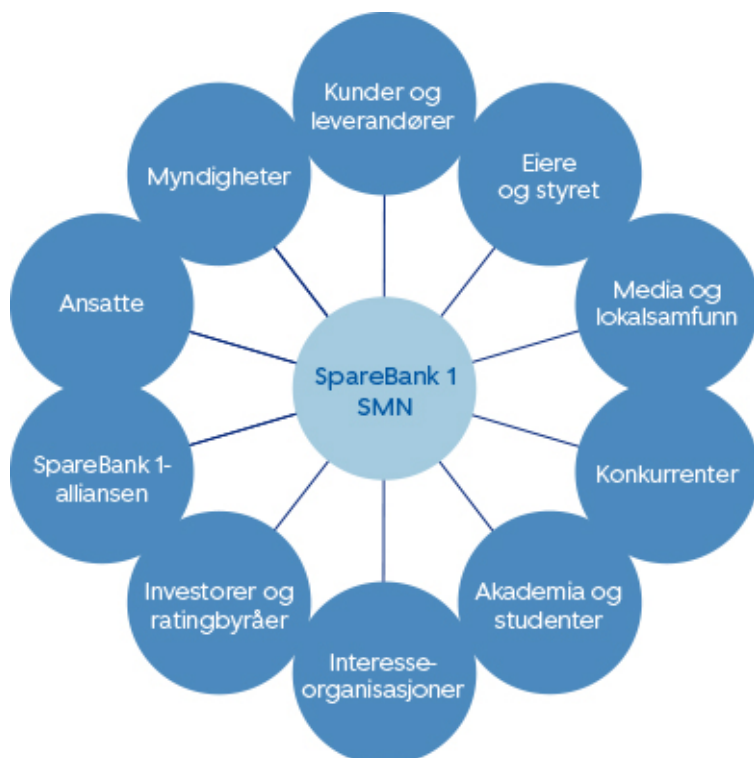 Kunder og
leverandører
Eiere
og styret
Media og
lokalsamfunn
Konkurrenter
Akademia og
studenter
Interesse-
organisasjoner
Investorer og
ratingbyråer
SpareBank 1-
alliansen
Ansatte
Myndigheter
SpareBank 1
SMN